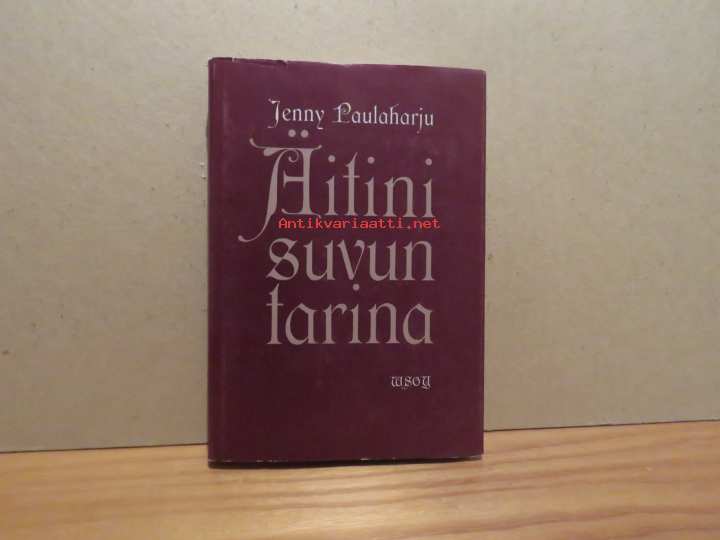 Jenny Paulaharju
Äitini
Antikvariaatti.net
suvun
tarina
WSOY